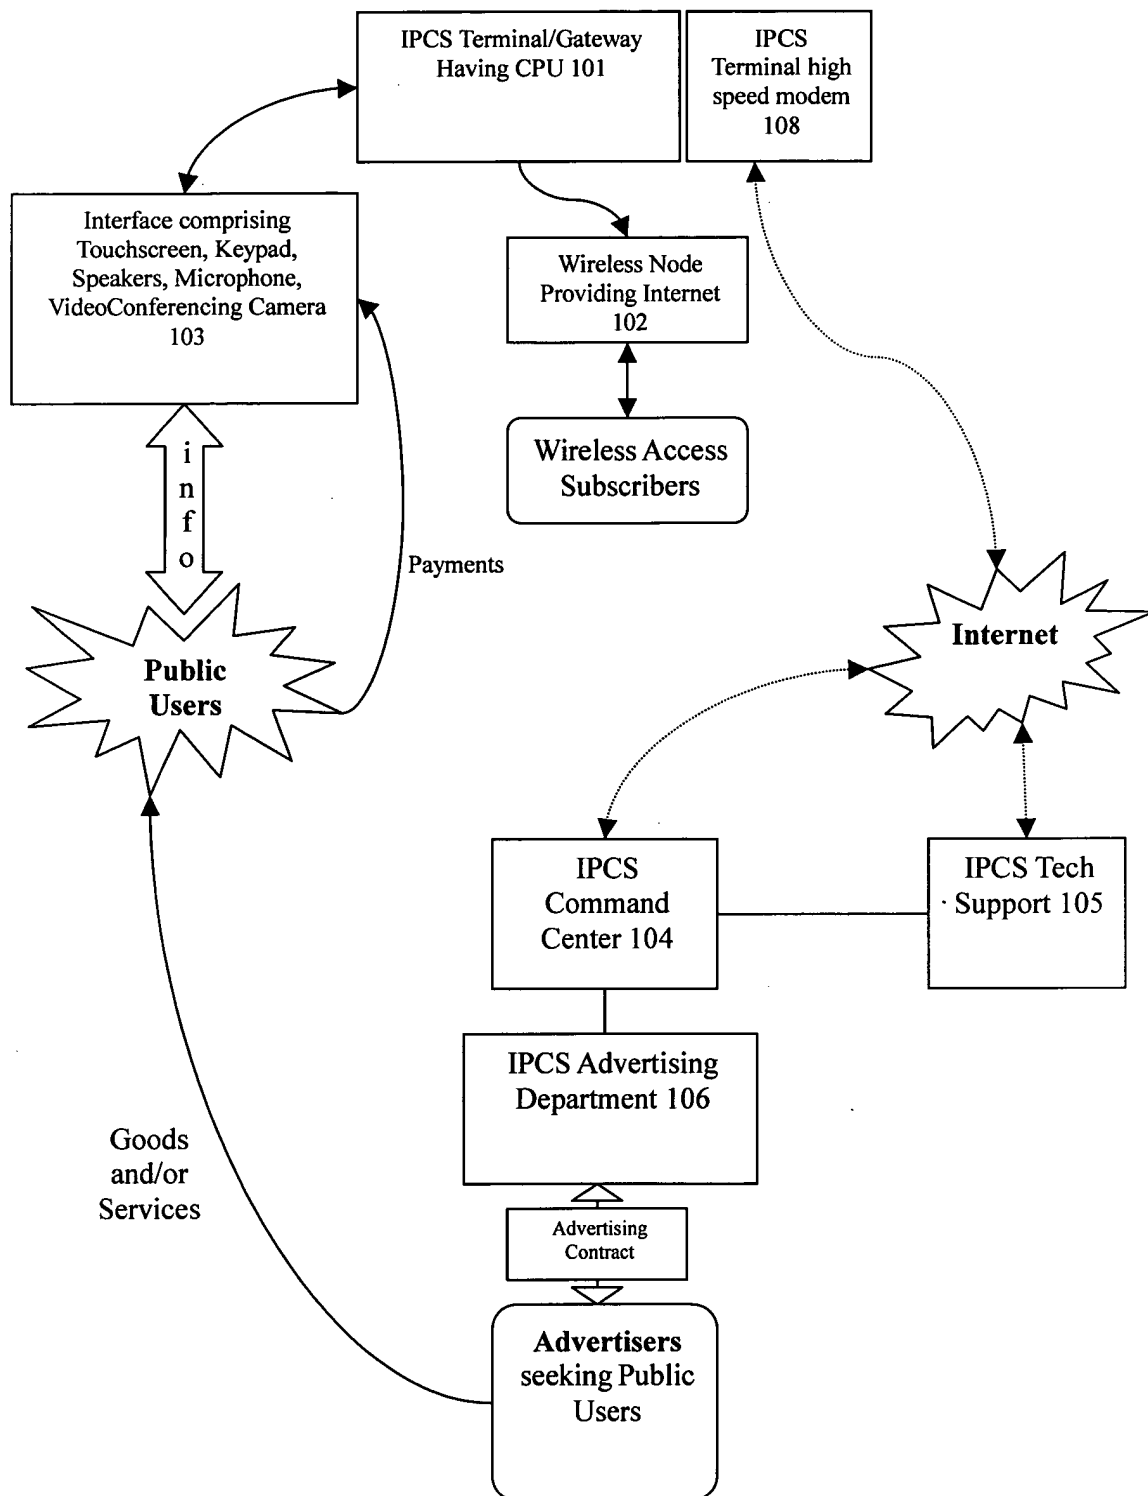 IPCS Terminal/Gateway
Having CPU 101
IPCS
Terminal high
speed modem
108
Interface comprising
Touchscreen, Keypad,
Speakers, Microphone,
VideoConferencing Camera
103
Wireless Node
Providing Internet
102
Wireless Access
Subscribers
i
n
f
o
Payments
Public
Users
Internet
IPCS
Command
Center 104
IPCS Tech
Support 105
IPCS Advertising
Department 106
Goods
and/or
Services
Advertising
Contract
Advertisers
seeking Public
Users